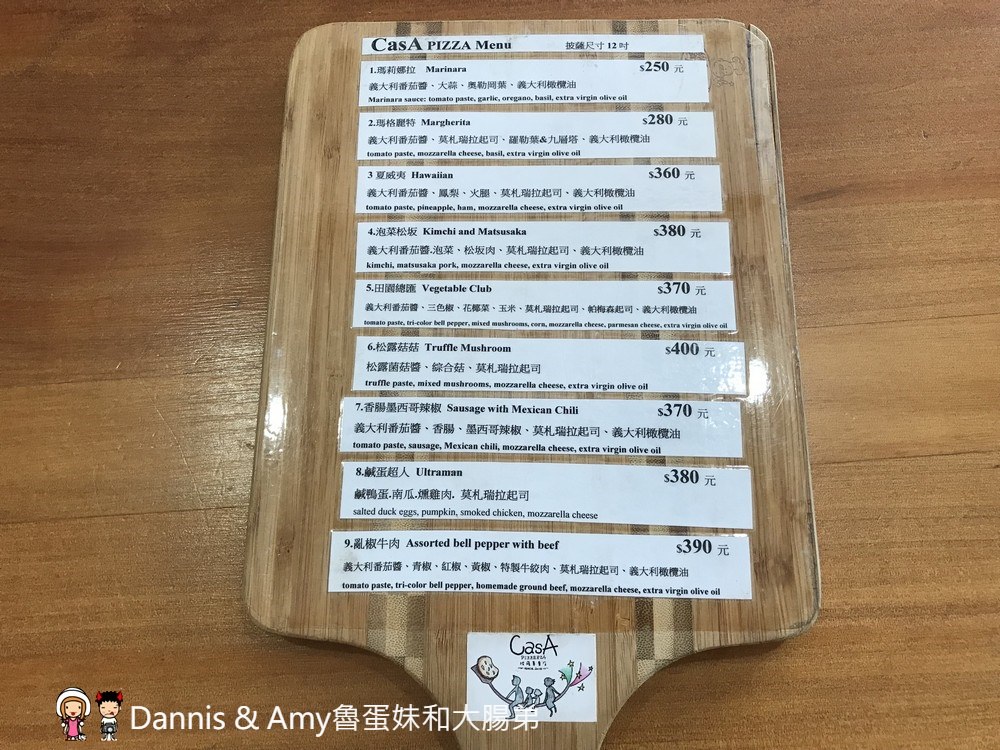 CasA PIZZA Menu 披薩尺寸 12 吋
1.瑪莉娜拉 Marinara $250 元
義大利番茄醬、大蒜、奧勒岡葉、義大利橄欖油
Marinara sauce: tomato paste, garlic, oregano, basil, extra virgin olive oil
2.瑪格麗特 Margherita $280 元
義大利番茄醬、莫札瑞拉起司、羅勒葉&九層塔、義大利橄欖油
tomato paste, mozzarella cheese, basil, extra virgin olive oil
3 夏威夷 Hawaiian $360 元
義大利番茄醬、鳳梨、火腿、莫札瑞拉起司、義大利橄欖油
tomato paste, pineapple, ham, mozzarella cheese, extra virgin olive oil
4.泡菜松坂 Kimchi and Matsusaka $380 元
義大利番茄醬.泡菜、松坂肉、莫札瑞拉起司、義大利橄欖油
kimchi, matsusaka pork, mozzarella cheese, extra virgin olive oil
5.田園總匯 Vegetable Club $370 元
義大利番茄醬、三色椒、花椰菜、玉米、莫札瑞拉起司、帕梅森起司、義大利橄欖油
tomato paste, tri-color bell pepper, mixed mushrooms, corn, mozzarella cheese, parmesan cheese, extra virgin olive oil
6.松露菇菇 Truffle Mushroom $400 元
松露菌菇醬、綜合菇、莫札瑞拉起司
truffle paste, mixed mushrooms, mozzarella cheese, extra virgin olive oil
7.香腸墨西哥辣椒 Sausage with Mexican Chili $370 元
義大利番茄醬、香腸、墨西哥辣椒、莫札瑞拉起司、義大利橄欖油
tomato paste, sausage, Mexican chili, mozzarella cheese, extra virgin olive oil
8.鹹蛋超人 Ultraman $380 元
鹹鴨蛋.南瓜.燻雞肉. 莫札瑞拉起司
salted duck eggs, pumpkin, smoked chicken, mozzarella cheese
9.亂椒牛肉 Assorted bell pepper with beef $390 元
義大利番茄醬、青椒、紅椒、黃椒、特製牛絞肉、莫札瑞拉起司、義大利橄欖油
tomato paste, tri-color bell pepper, homemade ground beef, mozzarella cheese, extra virgin olive oil
CasA
PIZZERIA
Dannis & Amy魯蛋妹和大腸弟